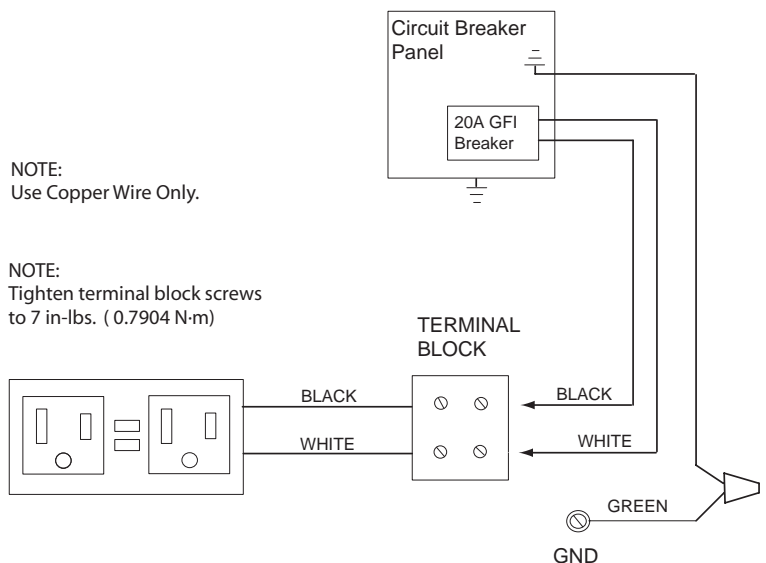 Circuit Breaker
Panel
20A GFI
Breaker
NOTE:
Use Copper Wire Only.
NOTE:
Tighten terminal block screws
to 7 in-lbs. ( 0.7904 N·m)
TERMINAL
BLOCK
BLACK
BLACK
WHITE
WHITE
GREEN
GND